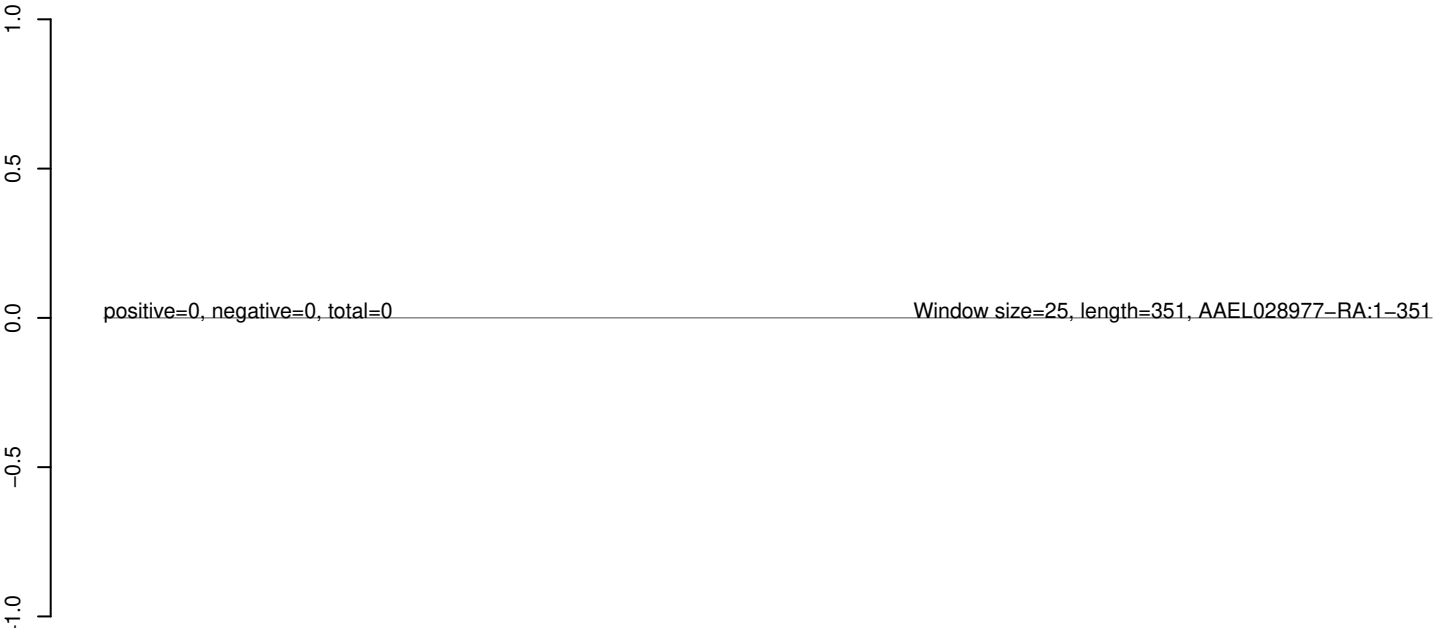 1.0
0.5
0.0
positive=0, negative=0, total=0
Window size=25, length=351, AAEL028977−RA:1−351
−0.5
−1.0